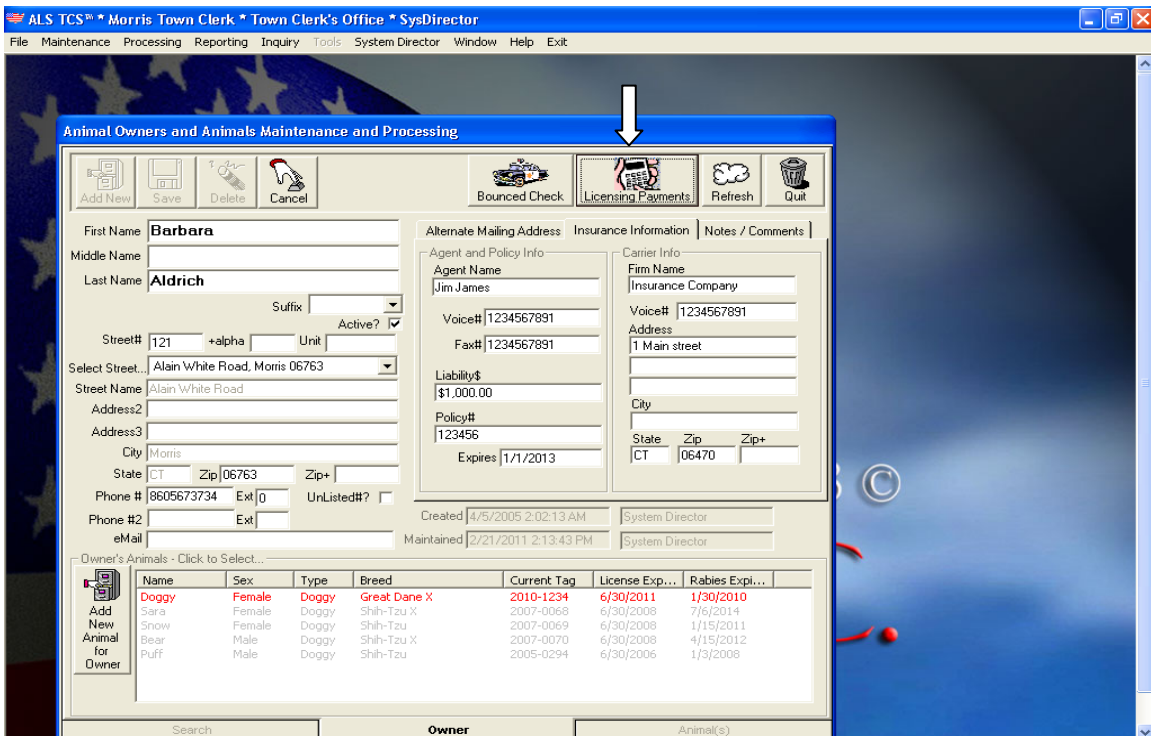 ALS TCS™ * Morris Town Clerk * Town Clerk's Office * SysDirector
File Maintenance Processing Reporting Inquiry Tools System Director Window Help Exit
Animal Owners and Animals Maintenance and Processing
Add New Save Delete Cancel Bounced Check Licensing Payments Refresh Quit
First Name Barbara
Middle Name
Last Name Aldrich
Suffix
Active?
Street# 121 +alpha Unit
Select Street... Alain White Road, Morris 06763
Street Name Alain White Road
Address2
Address3
City Morris
State CT Zip 06763 Zip+
Phone # 8605673734 Ext 0 UnListed#?
Phone #2 Ext
eMail
Alternate Mailing Address Insurance Information Notes / Comments
Agent and Policy Info
Agent Name
Jim James
Voice# 1234567891
Fax# 1234567891
Liability$
$1,000.00
Policy#
123456
Expires 1/1/2013
Carrier Info
Firm Name
Insurance Company
Voice# 1234567891
Address
1 Main street
City
State Zip Zip+
CT 06470
Created 4/5/2005 2:02:13 AM System Director
Maintained 2/21/2011 2:13:43 PM System Director
Owner's Animals - Click to Select...
Add
New
Animal
for
Owner
Name Sex Type Breed Current Tag License Exp... Rabies Expi...
Doggy Female Doggy Great Dane X 2010-1234 6/30/2011 1/30/2010
Sara Female Doggy Shih-Tzu X 2007-0068 6/30/2008 7/6/2014
Snow Female Doggy Shih-Tzu 2007-0069 6/30/2008 1/15/2011
Bear Male Doggy Shih-Tzu X 2007-0070 6/30/2008 4/15/2012
Puff Male Doggy Shih-Tzu 2005-0294 6/30/2006 1/3/2008
Search Owner Animal(s)
©